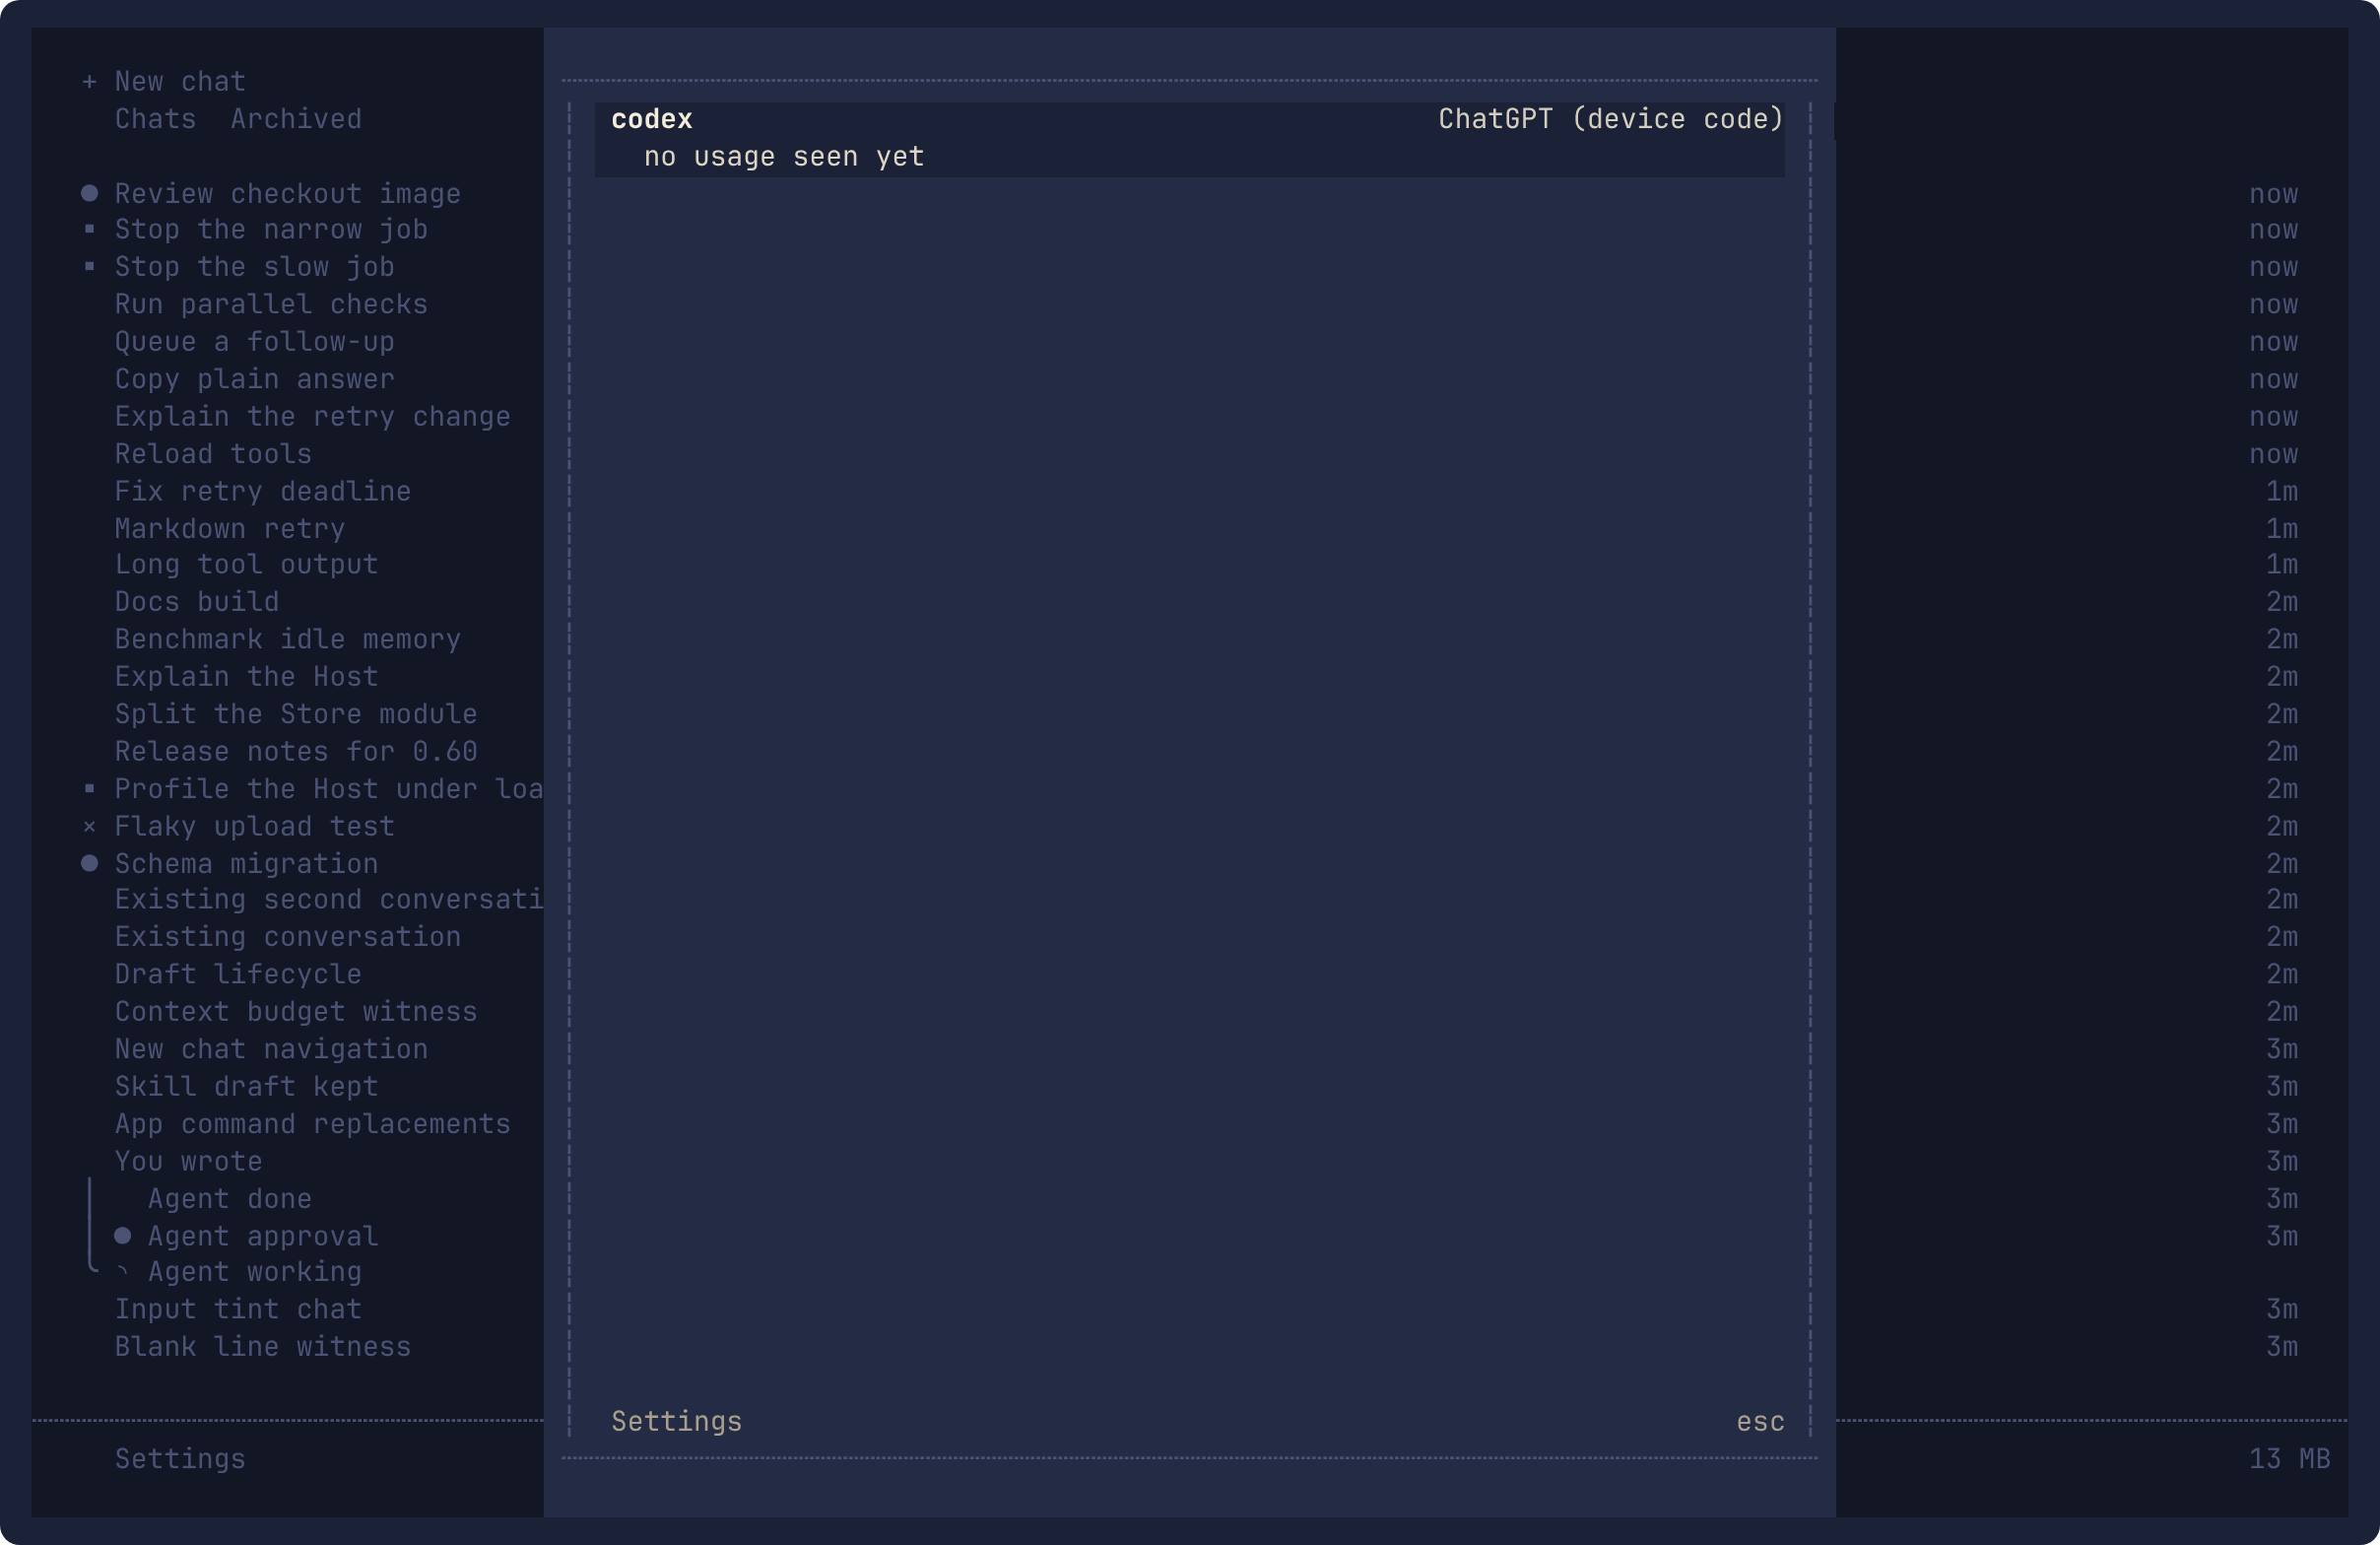 + New chat
Chats Archived
codex ChatGPT (device code)
no usage seen yet
Review checkout image now
Stop the narrow job now
Stop the slow job now
Run parallel checks now
Queue a follow-up now
Copy plain answer now
Explain the retry change now
Reload tools now
Fix retry deadline 1m
Markdown retry 1m
Long tool output 1m
Docs build 2m
Benchmark idle memory 2m
Explain the Host 2m
Split the Store module 2m
Release notes for 0.60 2m
Profile the Host under loa 2m
× Flaky upload test 2m
Schema migration 2m
Existing second conversati 2m
Existing conversation 2m
Draft lifecycle 2m
Context budget witness 2m
New chat navigation 3m
Skill draft kept 3m
App command replacements 3m
You wrote 3m
Agent done 3m
Agent approval 3m
Agent working
Input tint chat 3m
Blank line witness 3m
Settings esc
Settings 13 MB